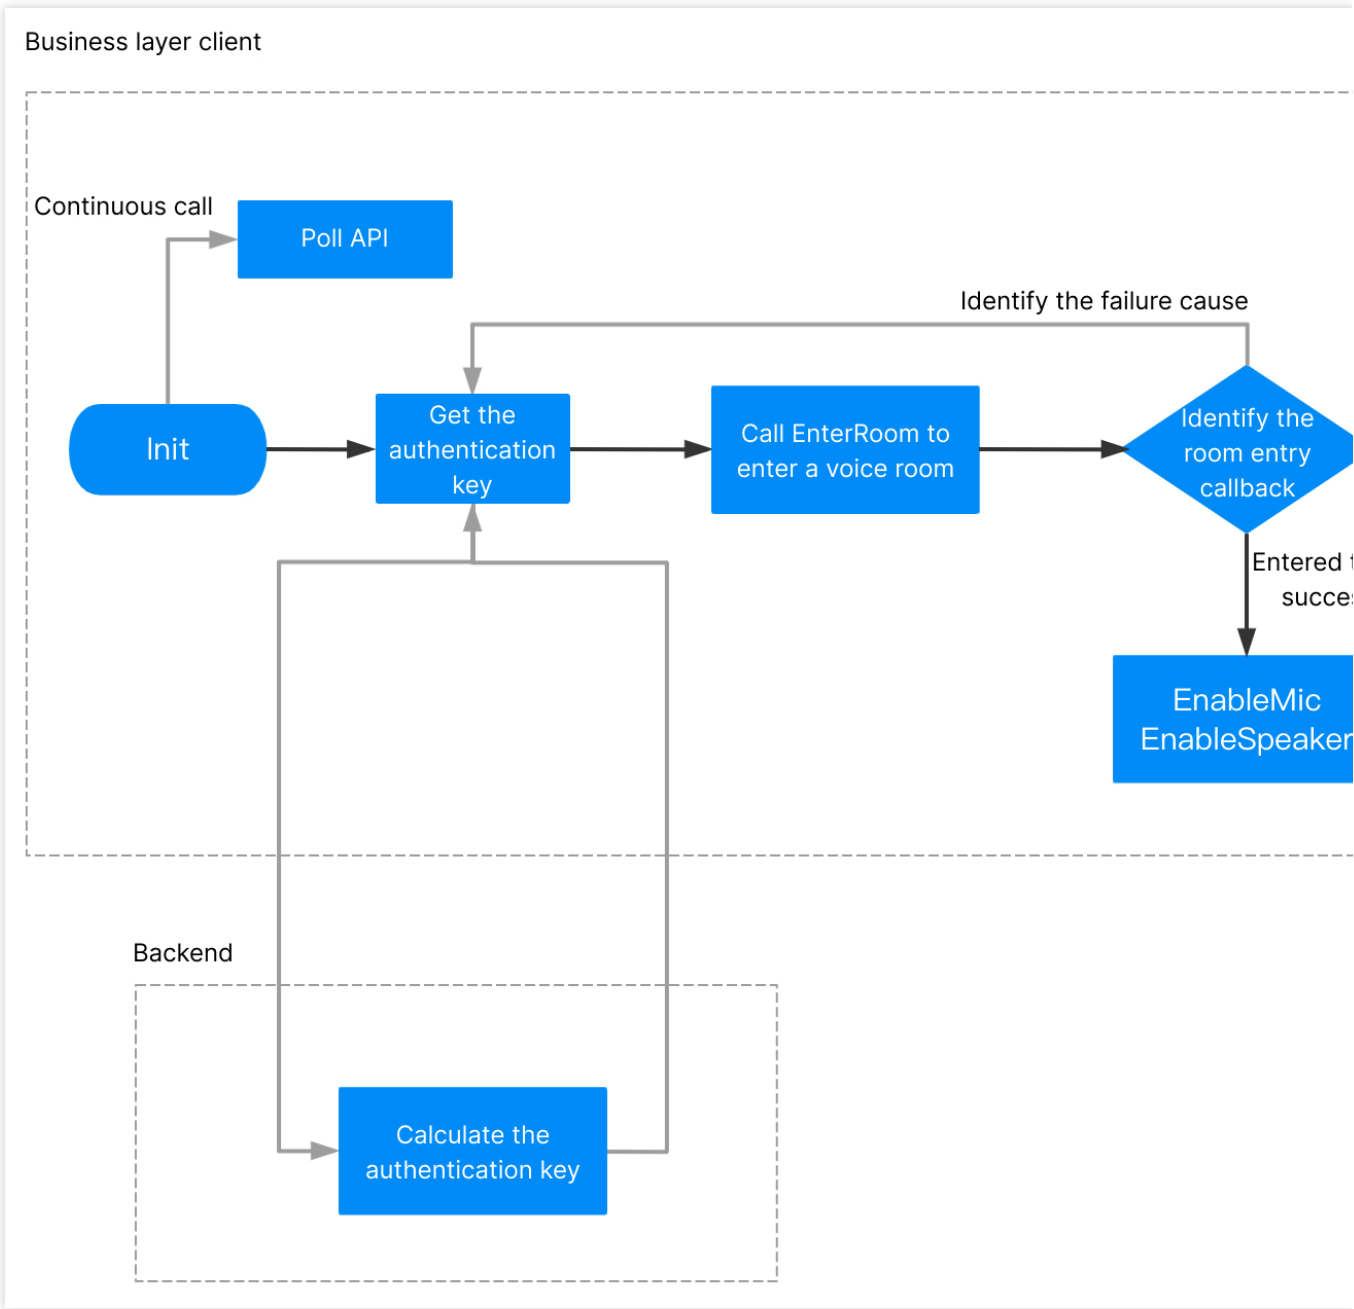 Business layer client
Continuous call
Poll API
Identify the failure cause
Init
Get the
authentication
key
Call EnterRoom to
enter a voice room
Identify the
room entry
callback
Entered
EnableMic
EnableSpeaker
Backend
Calculate the
authentication key